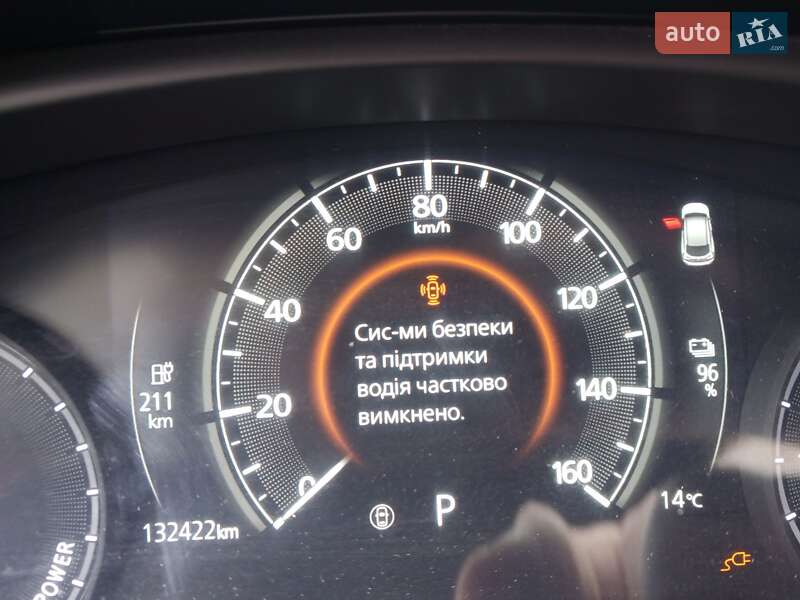 auto RIA
.com
80
km/h
60
100
40
120
Сис-ми безпеки
та підтримки
водія частково
вимкнено.
211
km
96
%
20
140
0
160
132422km
P
14°C
POWER